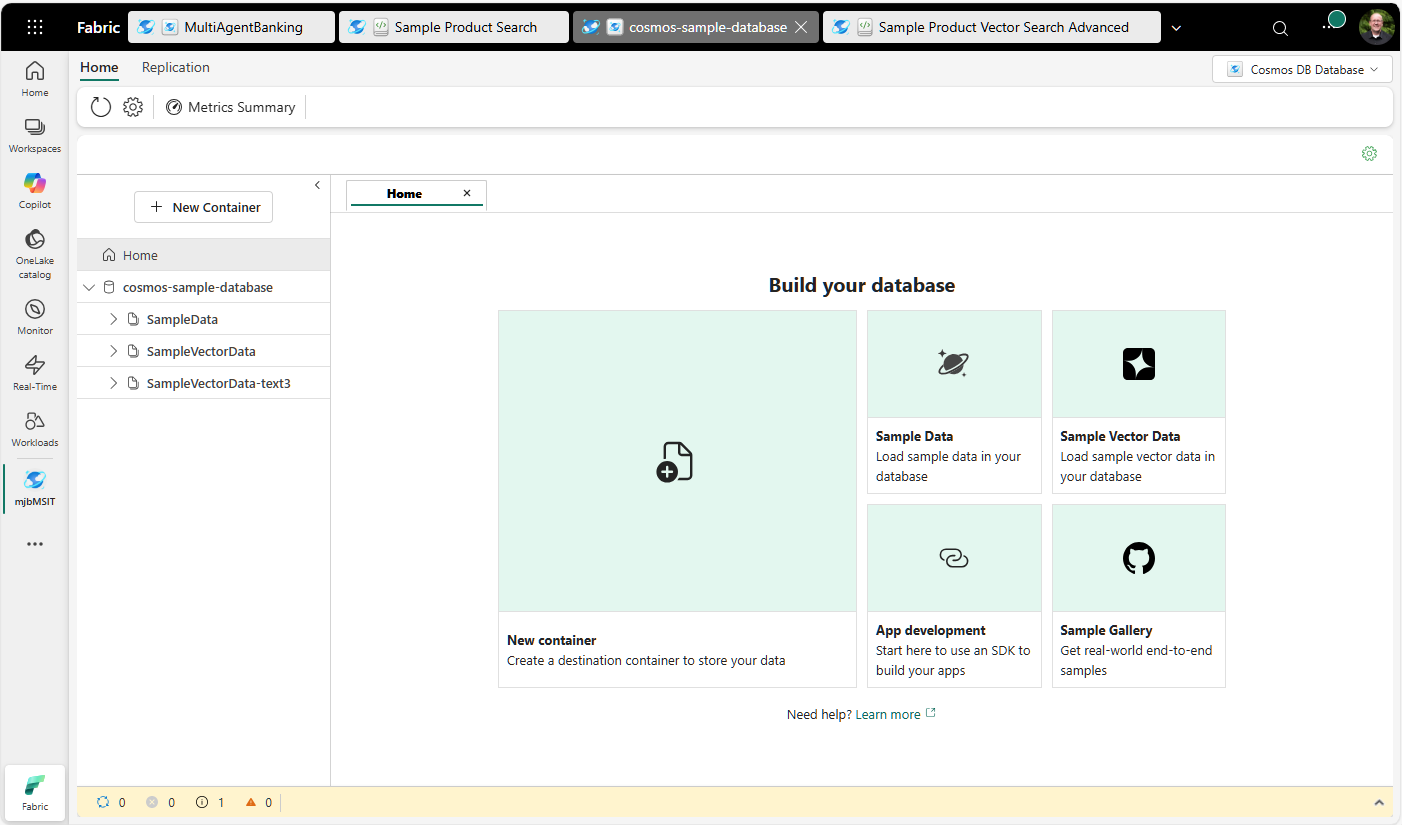 Fabric
MultiAgentBanking
Sample Product Search
cosmos-sample-database
Sample Product Vector Search Advanced
Home
Replication
Cosmos DB Database
Metrics Summary
Home
Workspaces
Copilot
OneLake
catalog
Monitor
Real-Time
Workloads
mjbMSIT
Fabric
New Container
Home
cosmos-sample-database
SampleData
SampleVectorData
SampleVectorData-text3
Home
Build your database
New container
Create a destination container to store your data
Sample Data
Load sample data in your
database
Sample Vector Data
Load sample vector data in
your database
App development
Start here to use an SDK to
build your apps
Sample Gallery
Get real-world end-to-end
samples
Need help? Learn more
0 0 1 0